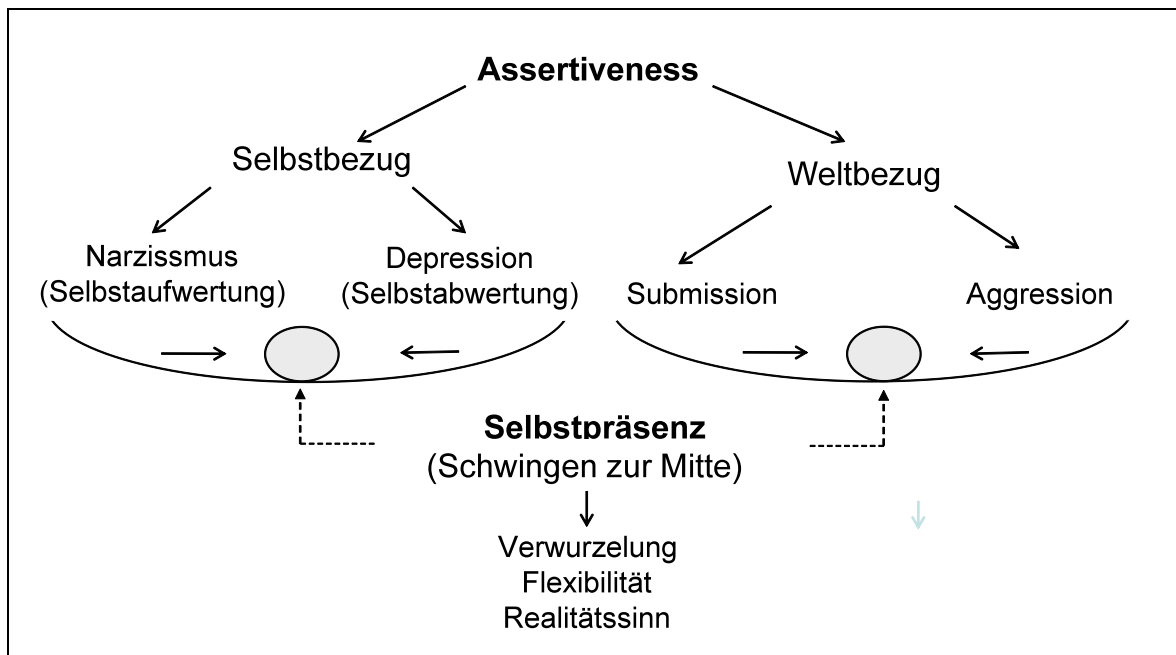 Assertiveness
Selbstbezug
Weltbezug
Narzissmus
(Selbstaufwertung)
Depression
(Selbstabwertung)
Submission
Aggression
Selbstpräsenz
(Schwingen zur Mitte)
Verwurzelung
Flexibilität
Realitätssinn